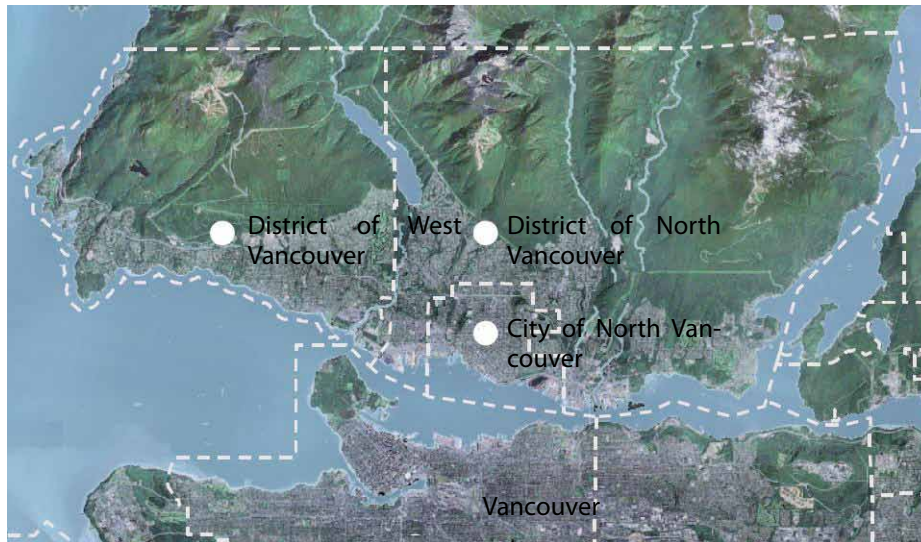 District of West
Vancouver
District of North
Vancouver
City of North Van-
couver
Vancouver